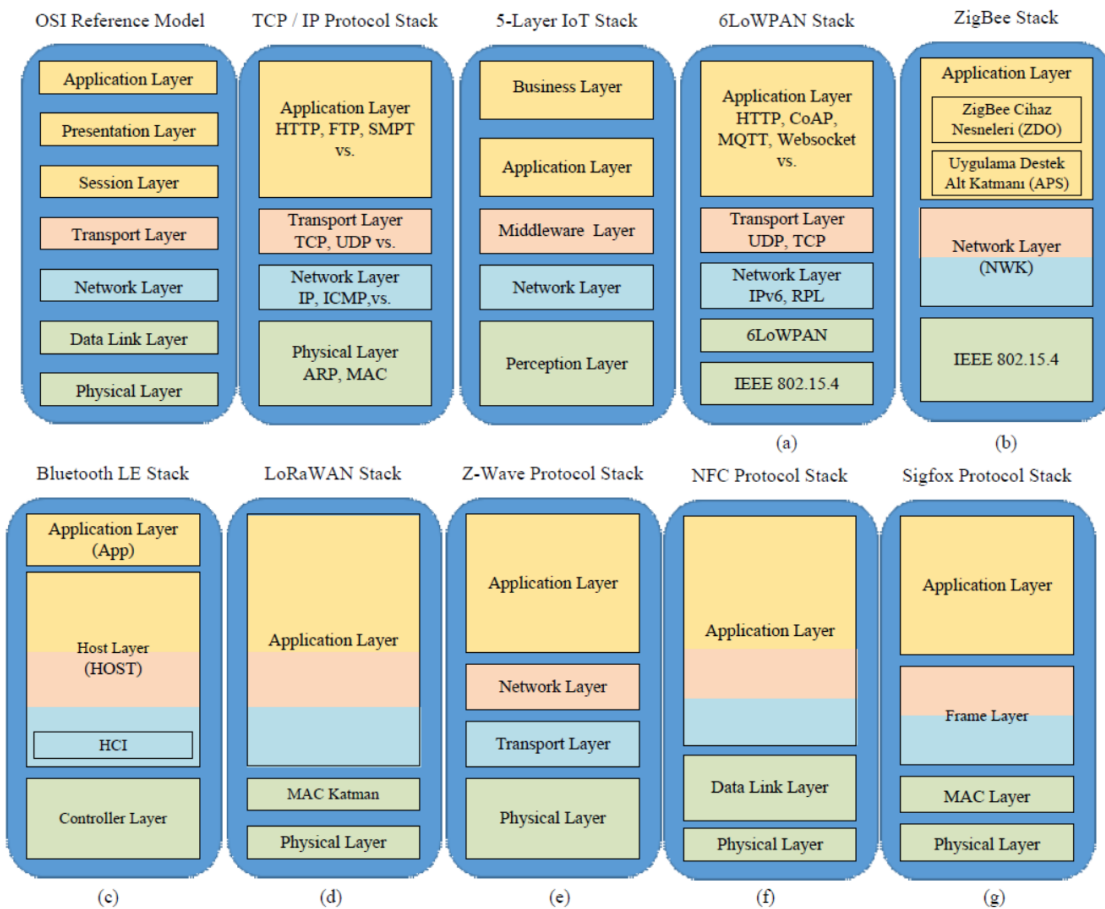 OSI Reference Model
Application Layer
Presentation Layer
Session Layer
Transport Layer
Network Layer
Data Link Layer
Physical Layer
TCP / IP Protocol Stack
Application Layer
HTTP, FTP, SMPT
vs.
Transport Layer
TCP, UDP vs.
Network Layer
IP, ICMP,vs.
Physical Layer
ARP, MAC
5-Layer IoT Stack
Business Layer
Application Layer
Middleware Layer
Network Layer
Perception Layer
6LoWPAN Stack
Application Layer
HTTP, CoAP,
MQTT, Websocket
vs.
Transport Layer
UDP, TCP
Network Layer
IPv6, RPL
6LoWPAN
IEEE 802.15.4
(a)
ZigBee Stack
Application Layer
ZigBee Cihaz
Nesneleri (ZDO)
Uygulama Destek
Alt Katmanı (APS)
Network Layer
(NWK)
IEEE 802.15.4
(b)
Bluetooth LE Stack
Application Layer
(App)
Host Layer
(HOST)
HCI
Controller Layer
(c)
LoRaWAN Stack
Application Layer
MAC Katman
Physical Layer
(d)
Z-Wave Protocol Stack
Application Layer
Network Layer
Transport Layer
Physical Layer
(e)
NFC Protocol Stack
Application Layer
Data Link Layer
Physical Layer
(f)
Sigfox Protocol Stack
Application Layer
Frame Layer
MAC Layer
Physical Layer
(g)